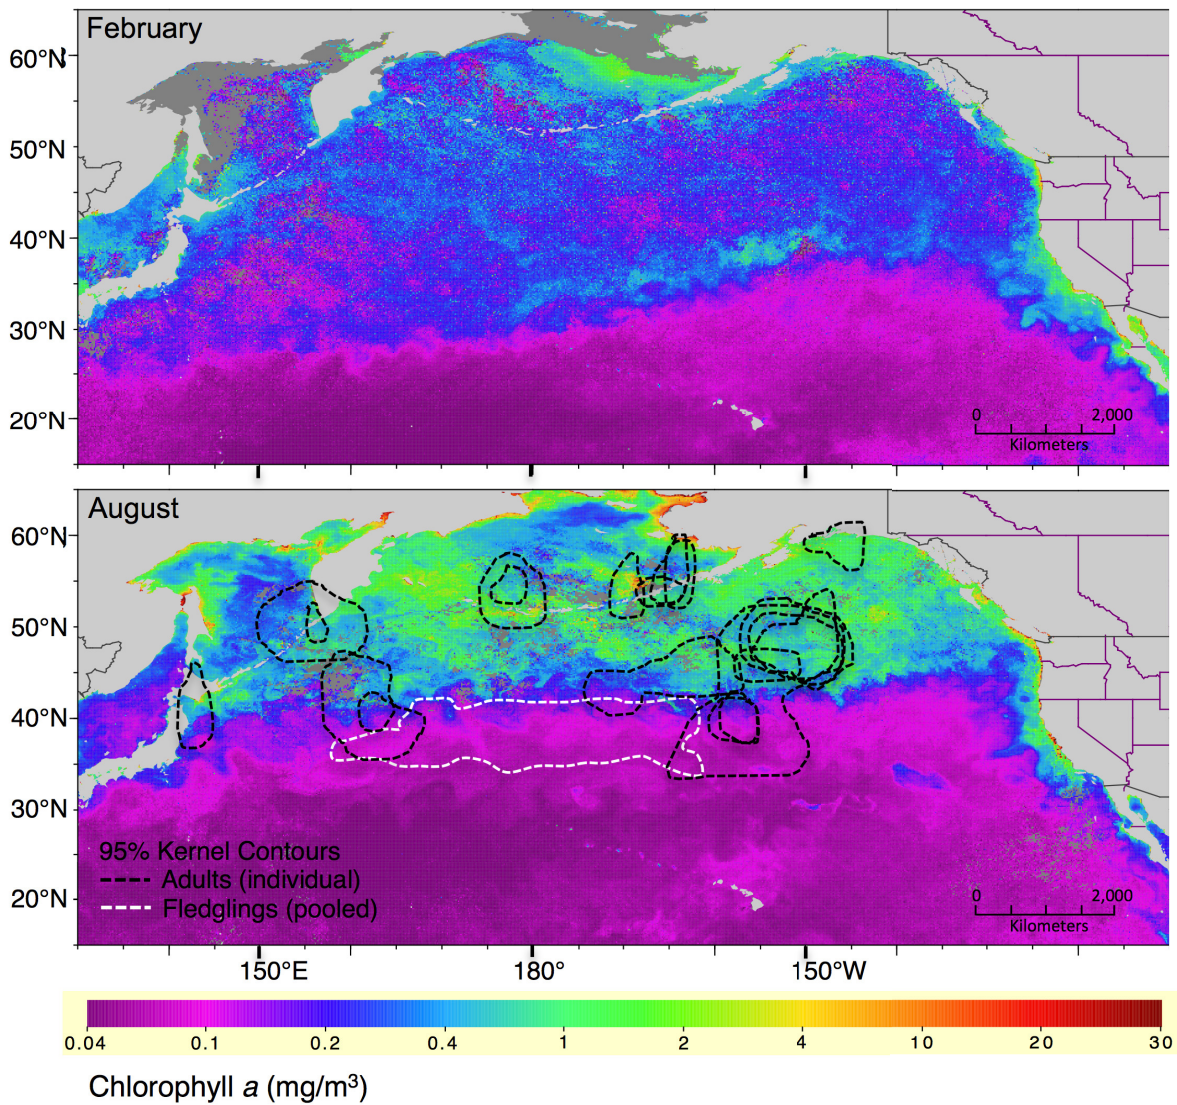 February
60°N
50°N
40°N
30°N
20°N
0 2,000
Kilometers
August
60°N
50°N
40°N
30°N
20°N
95% Kernel Contours
Adults (individual)
Fledglings (pooled)
0 2,000
Kilometers
150°E 180° 150°W
0.04 0.1 0.2 0.4 1 2 4 10 20 30
Chlorophyll a (mg/m³)